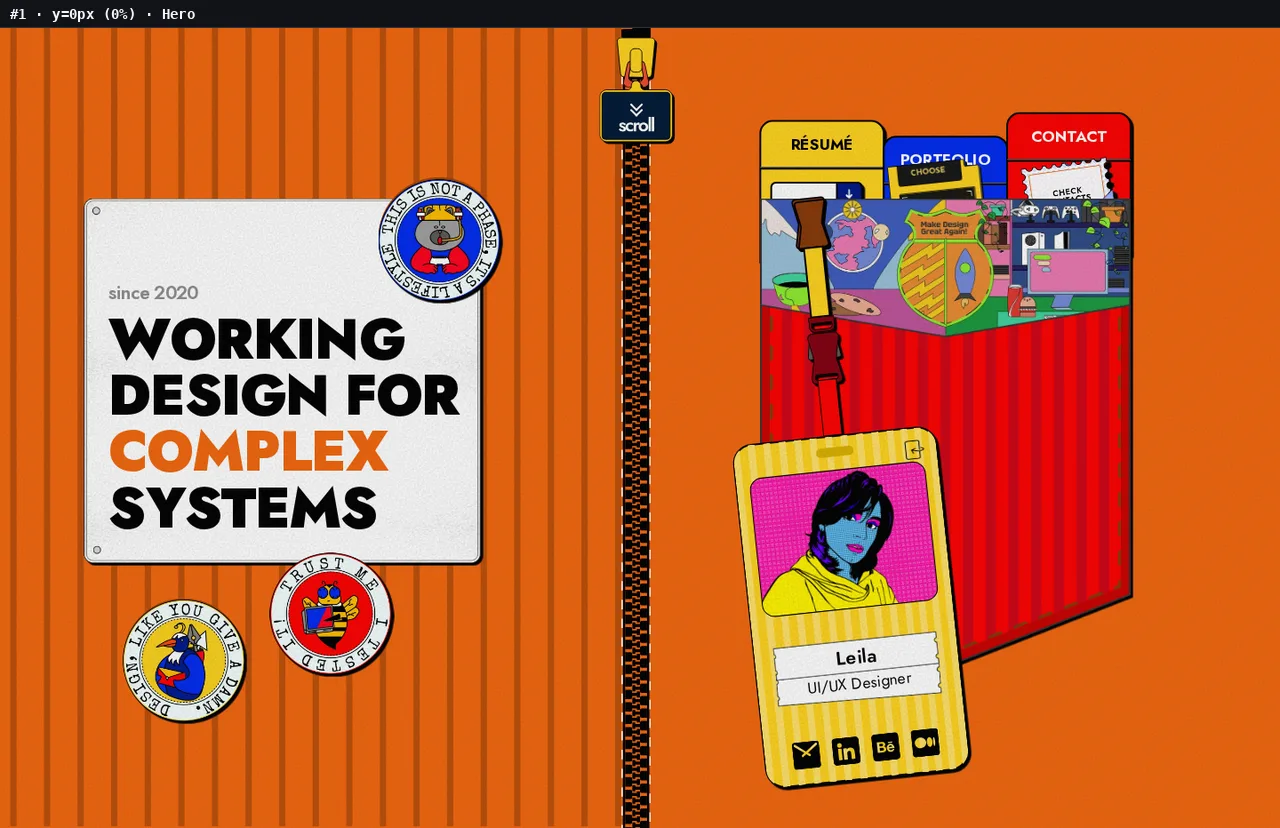 #1 · y=0px (0%) · Hero
scroll
RÉSUMÉ
PORTFOLIO
CONTACT
CHOOSE
CHECK
Make Design
Great Again!
THIS IS NOT A PHASE, IT'S A LIFESTYLE
since 2020
WORKING
DESIGN FOR
COMPLEX
SYSTEMS
TRUST ME I TESTED IT!
DESIGN, LIKE YOU GIVE A DAMN.
Leila
UI/UX Designer
in
Bē